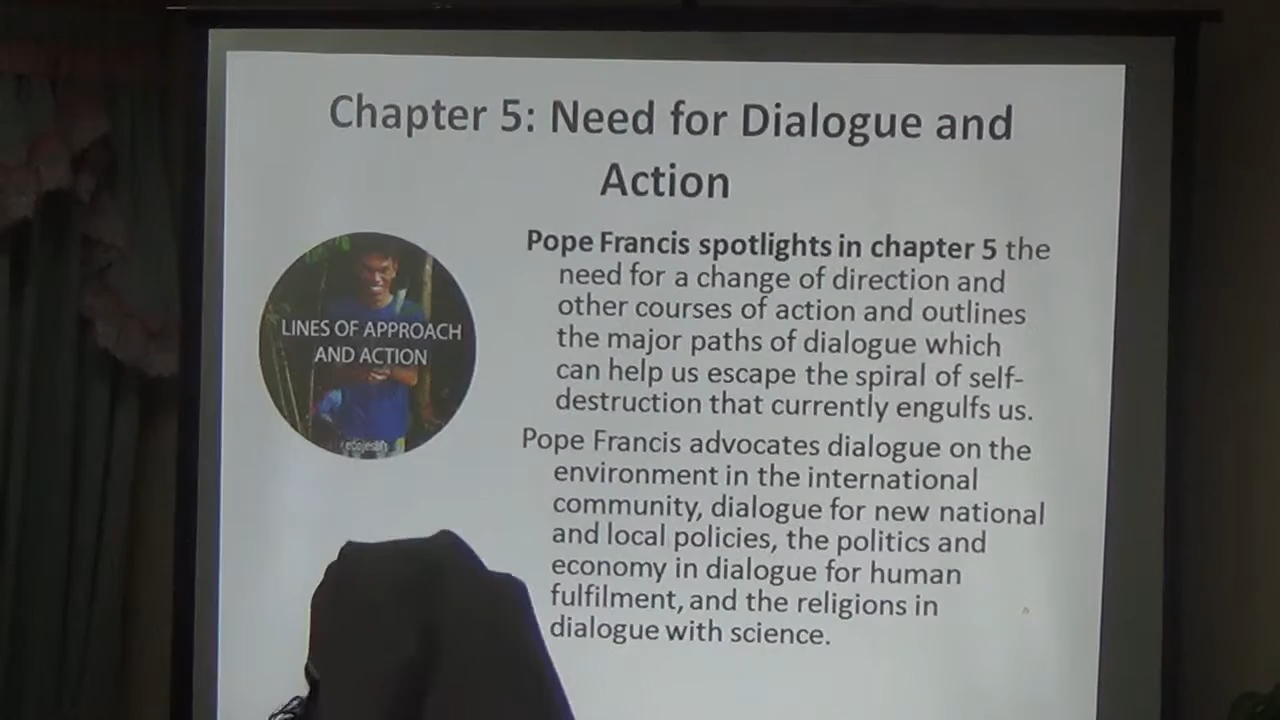 Chapter 5: Need for Dialogue and
Action
LINES OF APPROACH
AND ACTION
Pope Francis spotlights in chapter 5 the
need for a change of direction and
other courses of action and outlines
the major paths of dialogue which
can help us escape the spiral of self-
destruction that currently engulfs us.
Pope Francis advocates dialogue on the
environment in the international
community, dialogue for new national
and local policies, the politics and
economy in dialogue for human
fulfilment, and the religions in
dialogue with science.